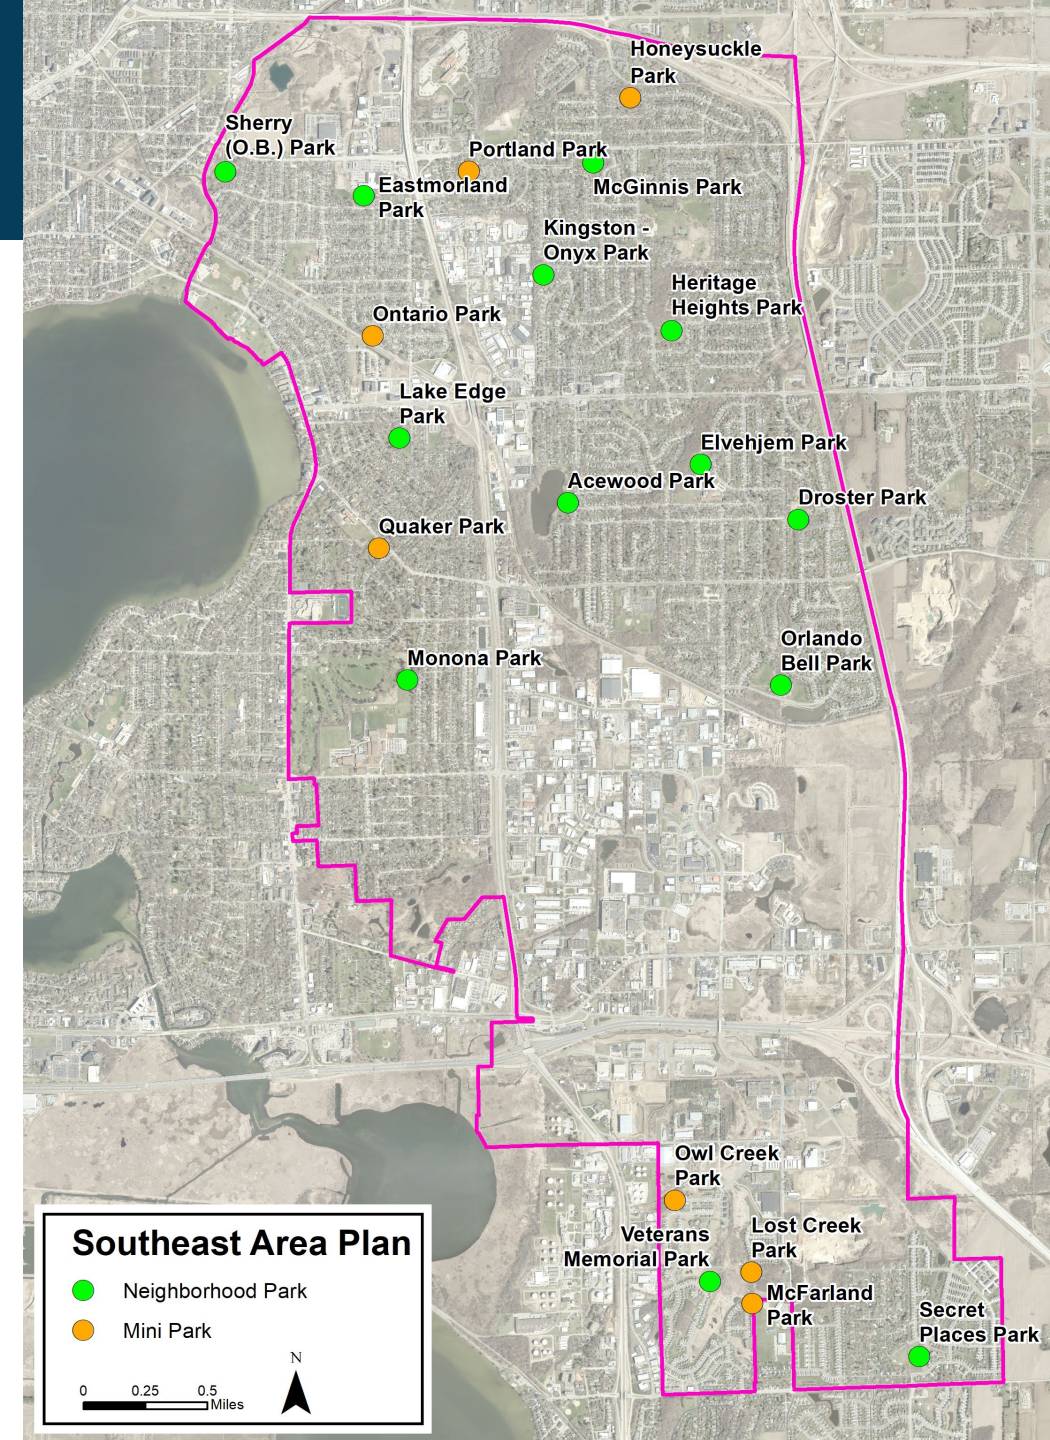 Honeysuckle
Park
Sherry
(O.B.) Park
Portland Park
Eastmorland
Park
McGinnis Park
Kingston -
Onyx Park
Heritage
Heights Park
Ontario Park
Lake Edge
Park
Elvehjem Park
Acewood Park
Droster Park
Quaker Park
Orlando
Bell Park
Monona Park
Owl Creek
Park
Veterans
Memorial Park
Lost Creek
Park
McFarland
Park
Secret
Places Park
Southeast Area Plan
Neighborhood Park
Mini Park
N
0 0.25 0.5
Miles